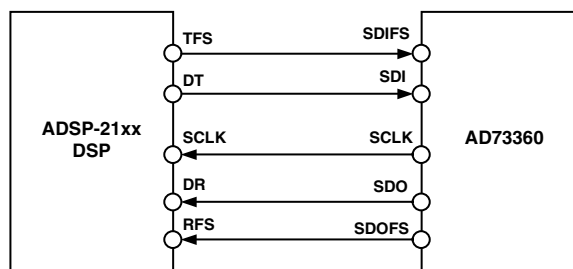 TFS SDIFS
DT SDI
ADSP-21xx
DSP
SCLK SCLK
AD73360
DR SDO
RFS SDOFS